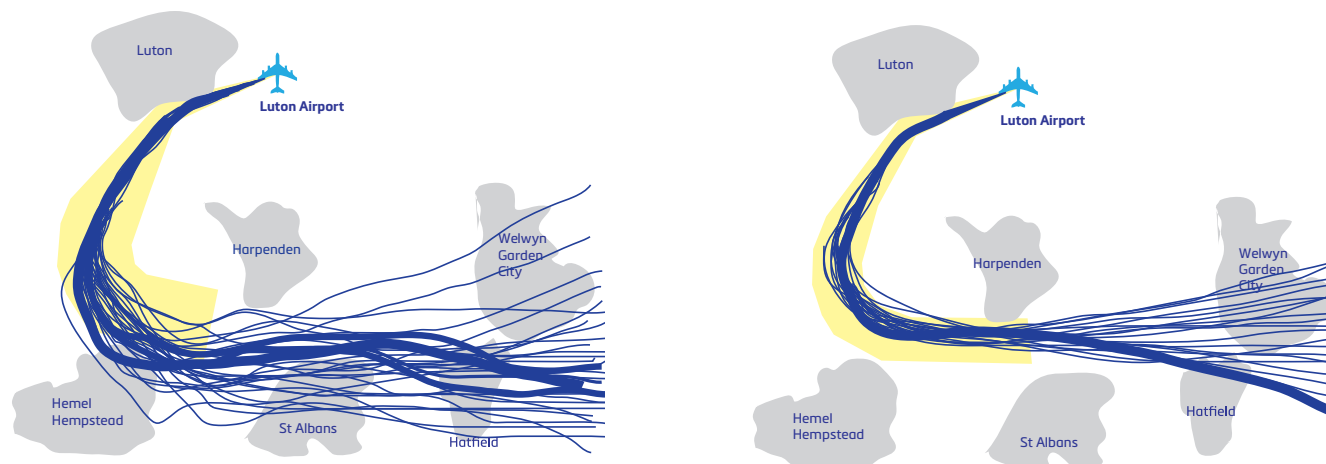 Luton
Luton Airport
Harpenden
Welwyn
Garden
City
Hemel
Hempstead
St Albans
Hatfield
Luton
Luton Airport
Harpenden
Welwyn
Garden
City
Hemel
Hempstead
St Albans
Hatfield